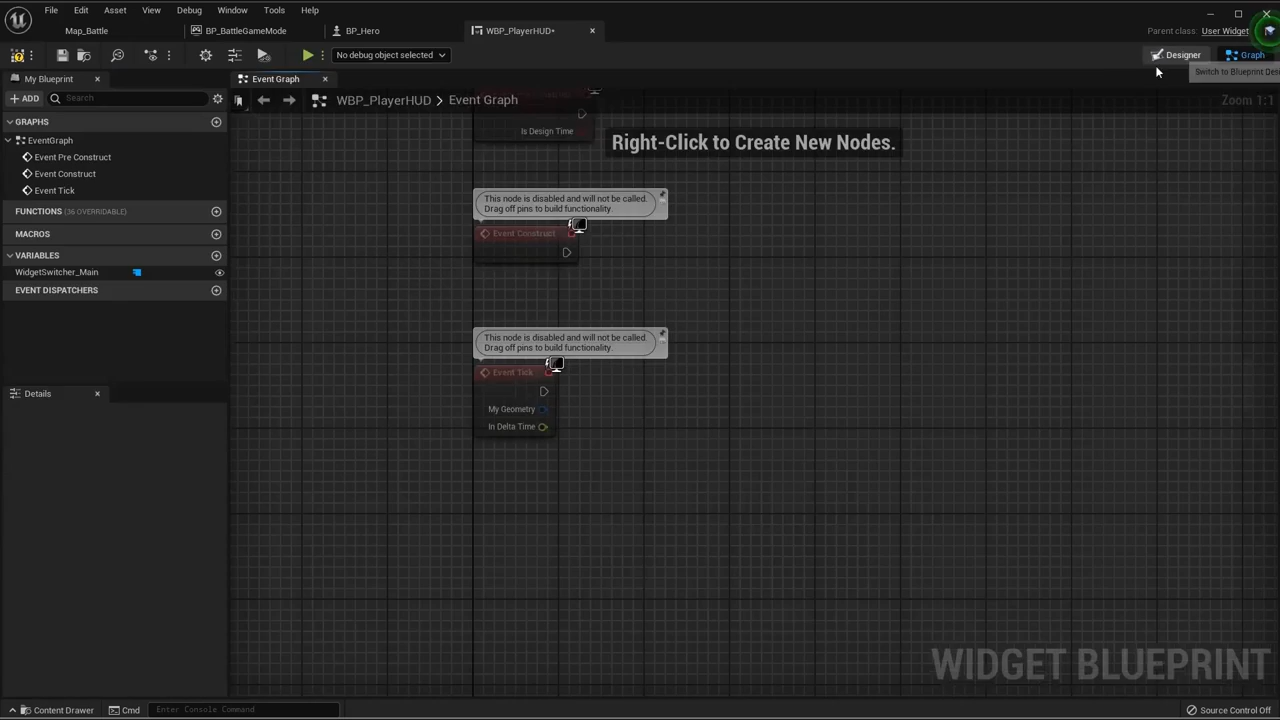 File Edit Asset View Debug Window Tools Help
Map_Battle BP_BattleGameMode BP_Hero WBP_PlayerHUD•
Parent class: User Widget
No debug object selected
Designer Graph
My Blueprint
Event Graph
ADD Search
WBP_PlayerHUD > Event Graph
Zoom 1:1
GRAPHS
EventGraph
Event Pre Construct
Event Construct
Event Tick
FUNCTIONS (36 OVERRIDABLE)
MACROS
VARIABLES
WidgetSwitcher_Main
EVENT DISPATCHERS
Details
Is Design Time
Right-Click to Create New Nodes.
This node is disabled and will not be called.
Drag off pins to build functionality.
Event Construct
This node is disabled and will not be called.
Drag off pins to build functionality.
Event Tick
My Geometry
In Delta Time
WIDGET BLUEPRINT
Content Drawer Cmd Enter Console Command
Source Control Off